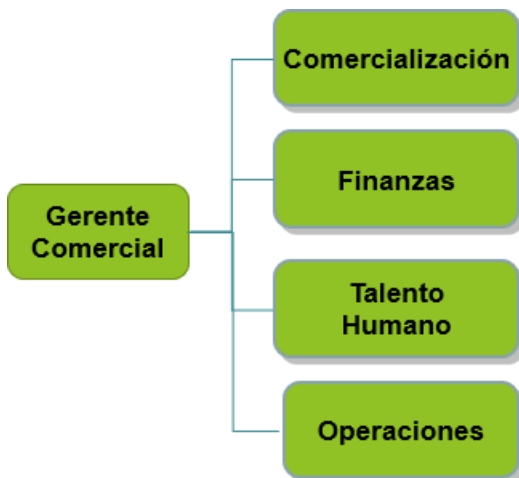 Comercialización
Finanzas
Gerente
Comercial
Talento
Humano
Operaciones